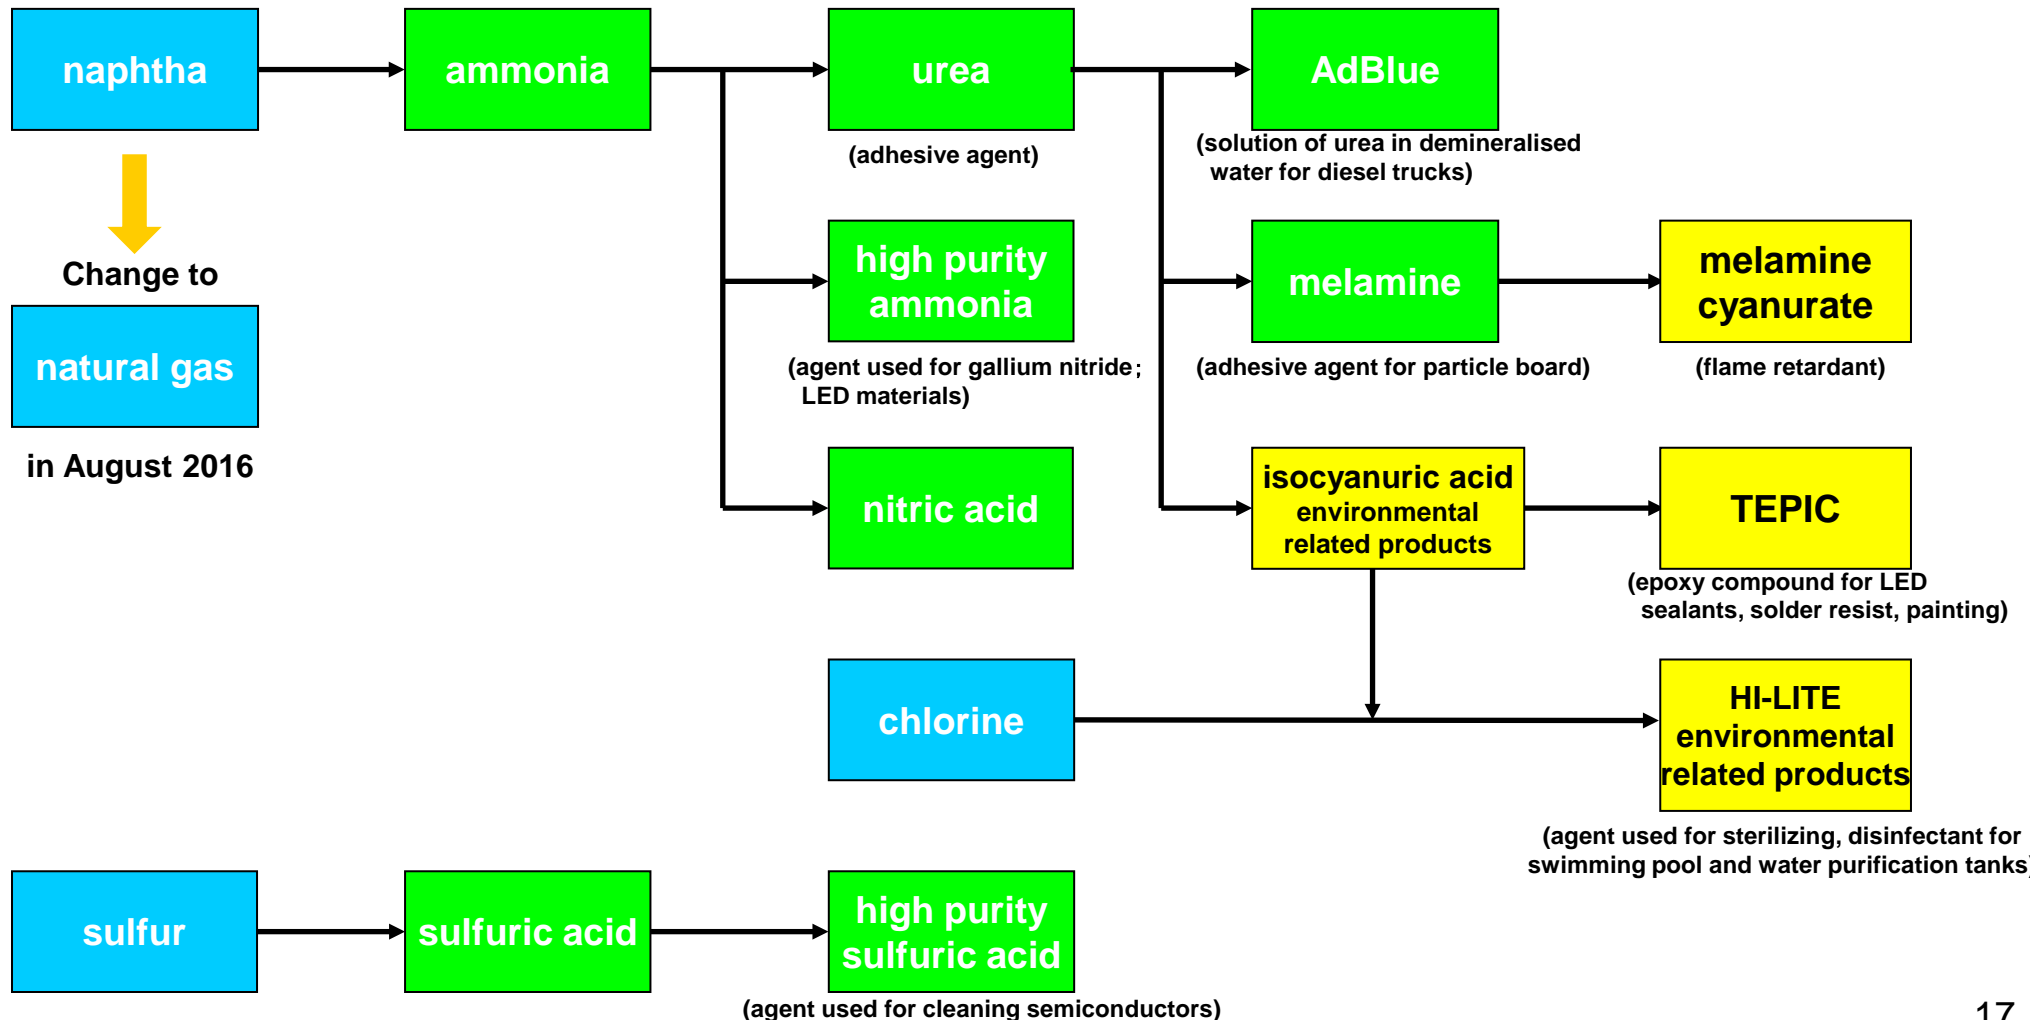 naphtha
ammonia
urea
AdBlue
(adhesive agent)
(solution of urea in demineralised
water for diesel trucks)
Change to
natural gas
in August 2016
high purity
ammonia
(agent used for gallium nitride;
LED materials)
melamine
(adhesive agent for particle board)
melamine
cyanurate
(flame retardant)
nitric acid
isocyanuric acid
environmental
related products
TEPIC
(epoxy compound for LED
sealants, solder resist, painting)
chlorine
HI-LITE
environmental
related products
(agent used for sterilizing, disinfectant for
swimming pool and water purification tanks)
sulfur
sulfuric acid
high purity
sulfuric acid
(agent used for cleaning semiconductors)
17